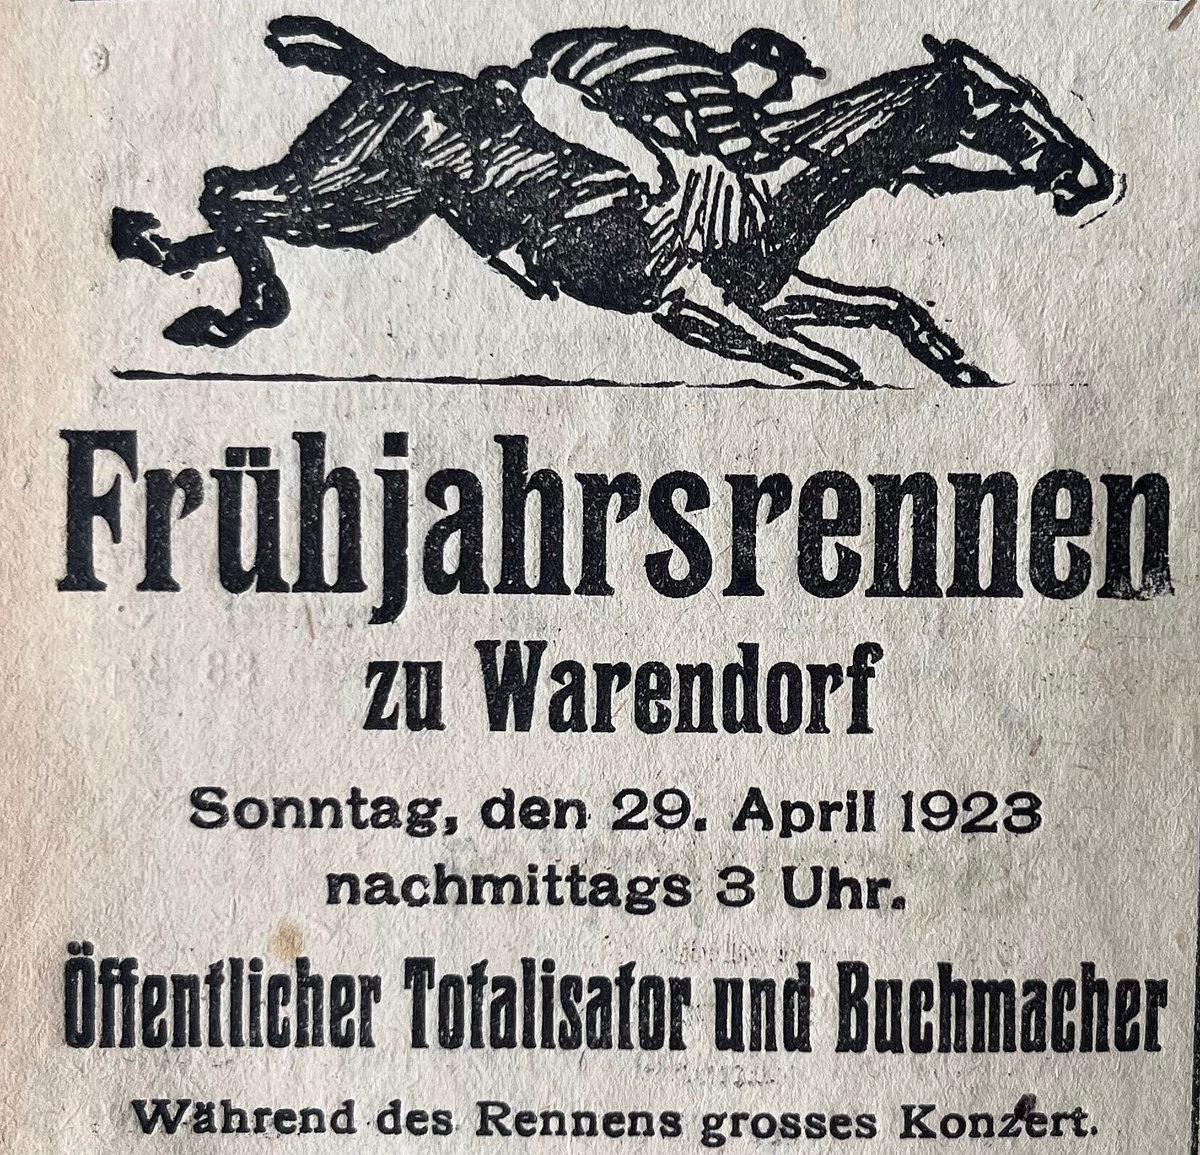 Frühjahrsrennen
zu Warendorf
Sonntag, den 29. April 1923
nachmittags 3 Uhr.
Öffentlicher Totalisator und Buchmacher
Während des Rennens grosses Konzert.